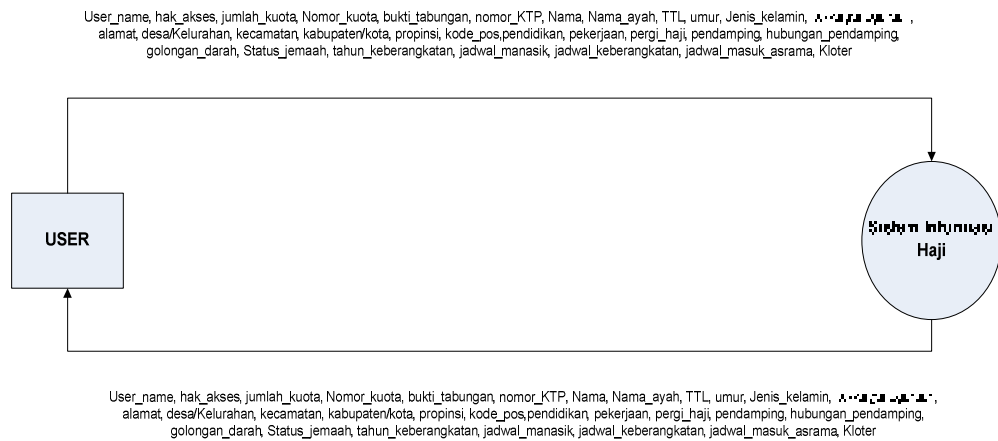 User_name, hak_akses, jumlah_kuota, Nomor_kuota, bukti_tabungan, nomor_KTP, Nama, Nama_ayah, TTL, umur, Jenis_kelamin,
alamat, desa/Kelurahan, kecamatan, kabupaten/kota, propinsi, kode_pos,pendidikan, pekerjaan, pergi_haji, pendamping, hubungan_pendamping,
golongan_darah, Status_jemaah, tahun_keberangkatan, jadwal_manasik, jadwal_keberangkatan, jadwal_masuk_asrama, Kloter
USER
Haji
User_name, hak_akses, jumlah_kuota, Nomor_kuota, bukti_tabungan, nomor_KTP, Nama, Nama_ayah, TTL, umur, Jenis_kelamin,
alamat, desa/Kelurahan, kecamatan, kabupaten/kota, propinsi, kode_pos,pendidikan, pekerjaan, pergi_haji, pendamping, hubungan_pendamping,
golongan_darah, Status_jemaah, tahun_keberangkatan, jadwal_manasik, jadwal_keberangkatan, jadwal_masuk_asrama, Kloter